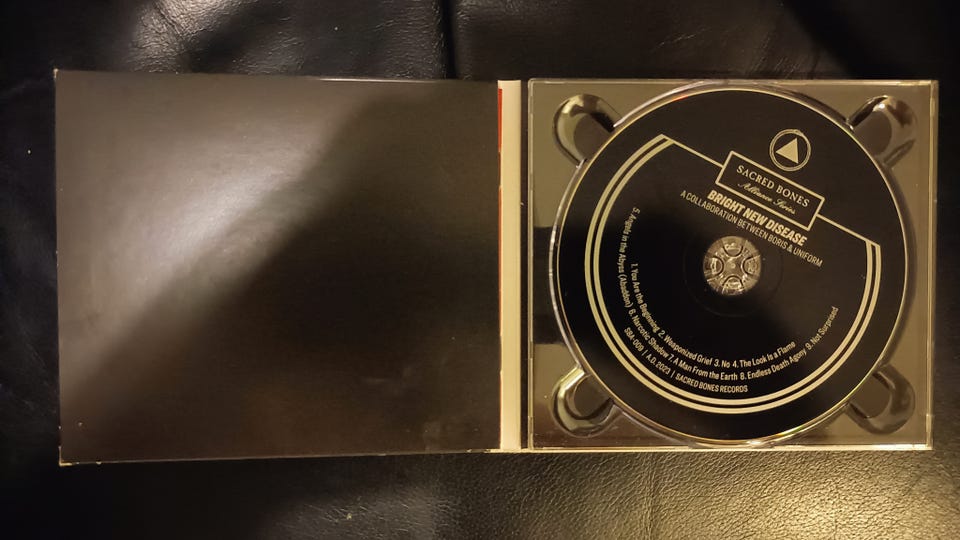 SACRED BONES
Alliance Series
BRIGHT NEW DISEASE
A COLLABORATION BETWEEN BORIS & UNIFORM
1. You Are the Beginning 2. Weaponized Grief 3. No 4. The Look Is a Flame
5. Angels in the Abyss (Abaddon) 6. Narcotic Shadow 7. A Man From the Earth 8. Endless Death Agony 9. Not Surprised
SBA-009 | A.D. 2023 | SACRED BONES RECORDS